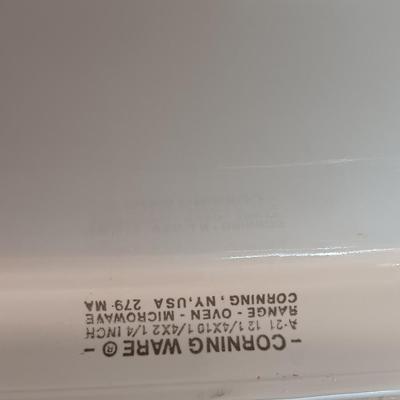 - CORNING WARE ® -
A-21 12 1/4X10 1/4X2 1/4 INCH
RANGE - OVEN - MICROWAVE
CORNING, NY, USA 279-MA